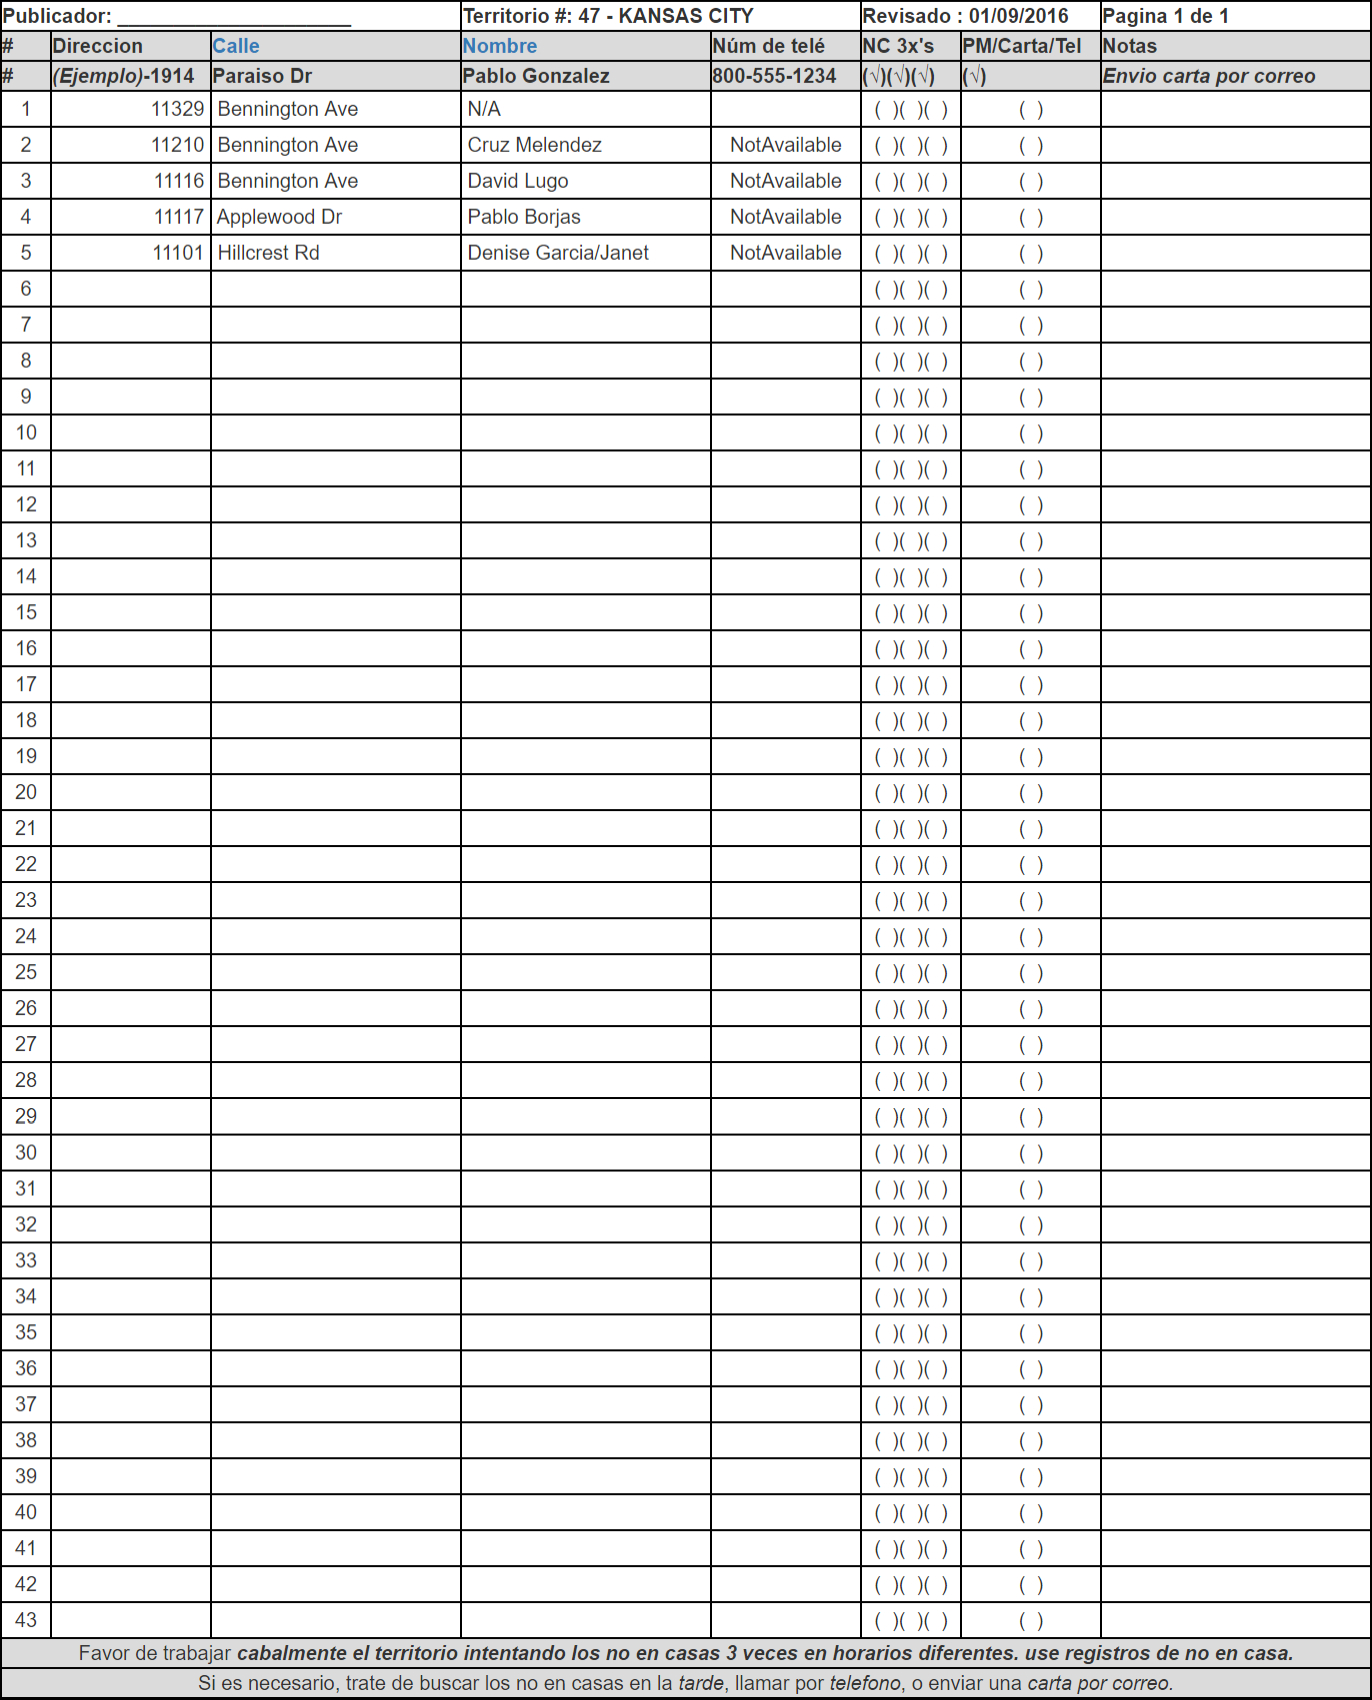 Publicador: _____________________ Territorio #: 47 - KANSAS CITY Revisado : 01/09/2016 Pagina 1 de 1
# Direccion Calle Nombre Núm de telé NC 3x's PM/Carta/Tel Notas
# (Ejemplo)-1914 Paraiso Dr Pablo Gonzalez 800-555-1234 (√)(√)(√) (√) Envio carta por correo
1 11329 Bennington Ave N/A ( )( )( ) ( )
2 11210 Bennington Ave Cruz Melendez NotAvailable ( )( )( ) ( )
3 11116 Bennington Ave David Lugo NotAvailable ( )( )( ) ( )
4 11117 Applewood Dr Pablo Borjas NotAvailable ( )( )( ) ( )
5 11101 Hillcrest Rd Denise Garcia/Janet NotAvailable ( )( )( ) ( )
6 ( )( )( ) ( )
7 ( )( )( ) ( )
8 ( )( )( ) ( )
9 ( )( )( ) ( )
10 ( )( )( ) ( )
11 ( )( )( ) ( )
12 ( )( )( ) ( )
13 ( )( )( ) ( )
14 ( )( )( ) ( )
15 ( )( )( ) ( )
16 ( )( )( ) ( )
17 ( )( )( ) ( )
18 ( )( )( ) ( )
19 ( )( )( ) ( )
20 ( )( )( ) ( )
21 ( )( )( ) ( )
22 ( )( )( ) ( )
23 ( )( )( ) ( )
24 ( )( )( ) ( )
25 ( )( )( ) ( )
26 ( )( )( ) ( )
27 ( )( )( ) ( )
28 ( )( )( ) ( )
29 ( )( )( ) ( )
30 ( )( )( ) ( )
31 ( )( )( ) ( )
32 ( )( )( ) ( )
33 ( )( )( ) ( )
34 ( )( )( ) ( )
35 ( )( )( ) ( )
36 ( )( )( ) ( )
37 ( )( )( ) ( )
38 ( )( )( ) ( )
39 ( )( )( ) ( )
40 ( )( )( ) ( )
41 ( )( )( ) ( )
42 ( )( )( ) ( )
43 ( )( )( ) ( )
Favor de trabajar cabalmente el territorio intentando los no en casas 3 veces en horarios diferentes. use registros de no en casa.
Si es necesario, trate de buscar los no en casas en la tarde, llamar por telefono, o enviar una carta por correo.